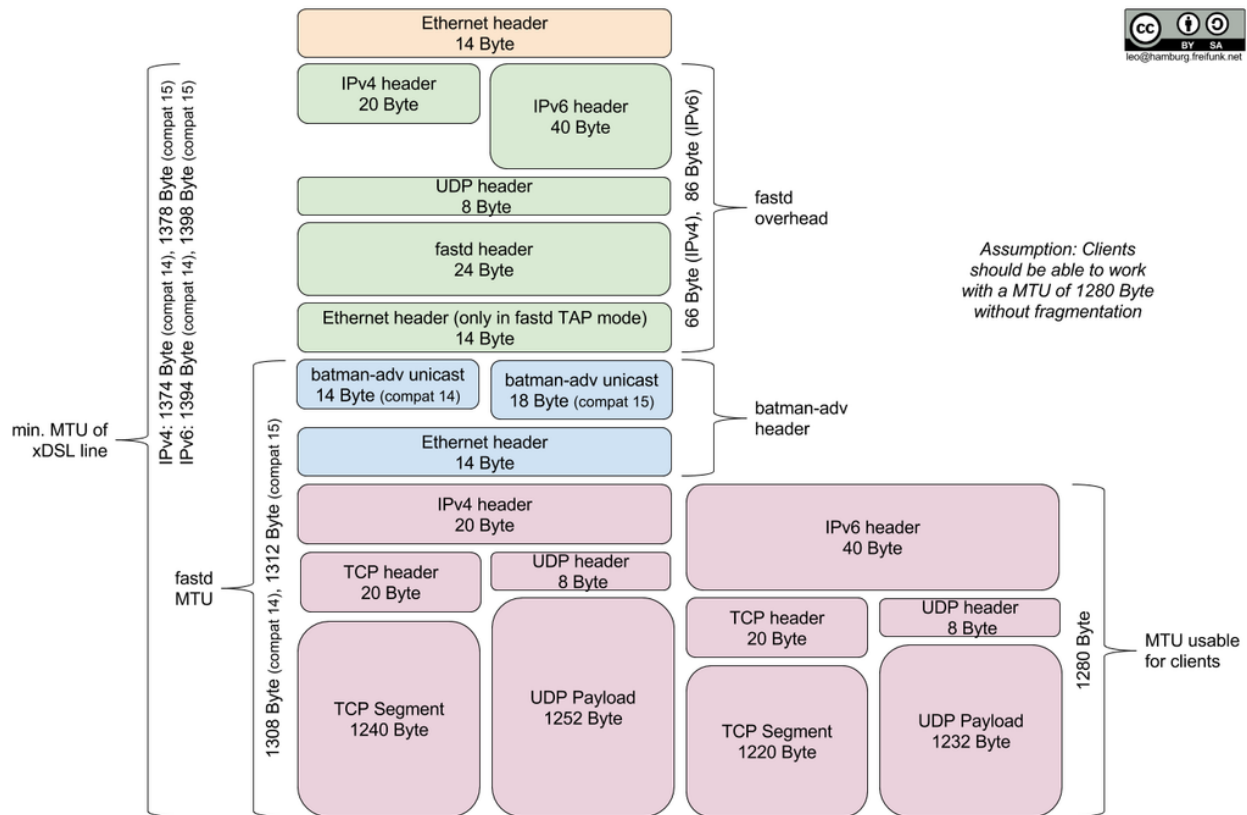 Ethernet header
14 Byte
cc
BY SA
leo@hamburg.freifunk.net
IPv4 header
20 Byte
IPv6 header
40 Byte
UDP header
8 Byte
fastd header
24 Byte
Ethernet header (only in fastd TAP mode)
14 Byte
66 Byte (IPv4), 86 Byte (IPv6)
fastd
overhead
Assumption: Clients
should be able to work
with a MTU of 1280 Byte
without fragmentation
min. MTU of
xDSL line
IPv4: 1374 Byte (compat 14), 1378 Byte (compat 15)
IPv6: 1394 Byte (compat 14), 1398 Byte (compat 15)
batman-adv unicast
14 Byte (compat 14)
batman-adv unicast
18 Byte (compat 15)
Ethernet header
14 Byte
batman-adv
header
fastd
MTU
1308 Byte (compat 14), 1312 Byte (compat 15)
IPv4 header
20 Byte
IPv6 header
40 Byte
TCP header
20 Byte
UDP header
8 Byte
TCP header
20 Byte
UDP header
8 Byte
TCP Segment
1240 Byte
UDP Payload
1252 Byte
TCP Segment
1220 Byte
UDP Payload
1232 Byte
1280 Byte
MTU usable
for clients